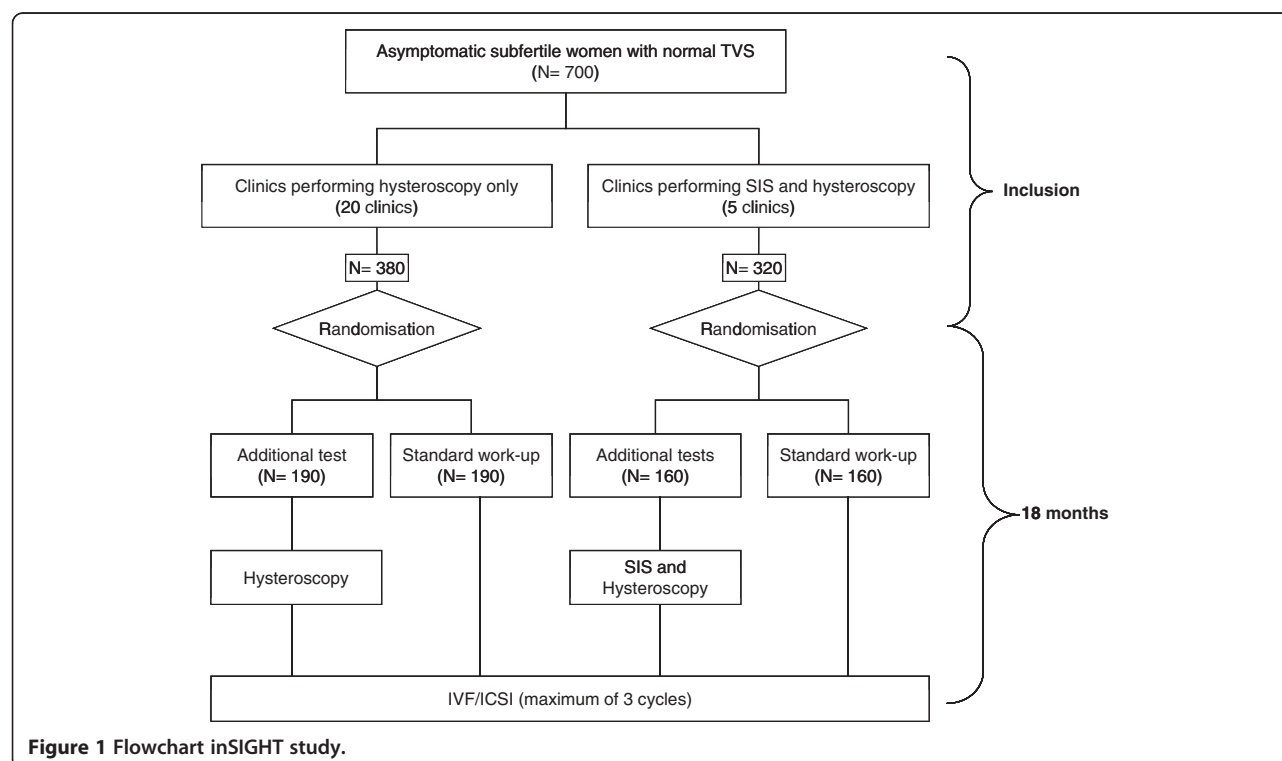 Asymptomatic subfertile women with normal TVS
(N= 700)
Clinics performing hysteroscopy only
(20 clinics)
Clinics performing SIS and hysteroscopy
(5 clinics)
Inclusion
N= 380
N= 320
Randomisation
Randomisation
Additional test
(N= 190)
Standard work-up
(N= 190)
Additional tests
(N= 160)
Standard work-up
(N= 160)
18 months
Hysteroscopy
SIS and
Hysteroscopy
IVF/ICSI (maximum of 3 cycles)
Figure 1 Flowchart inSIGHT study.